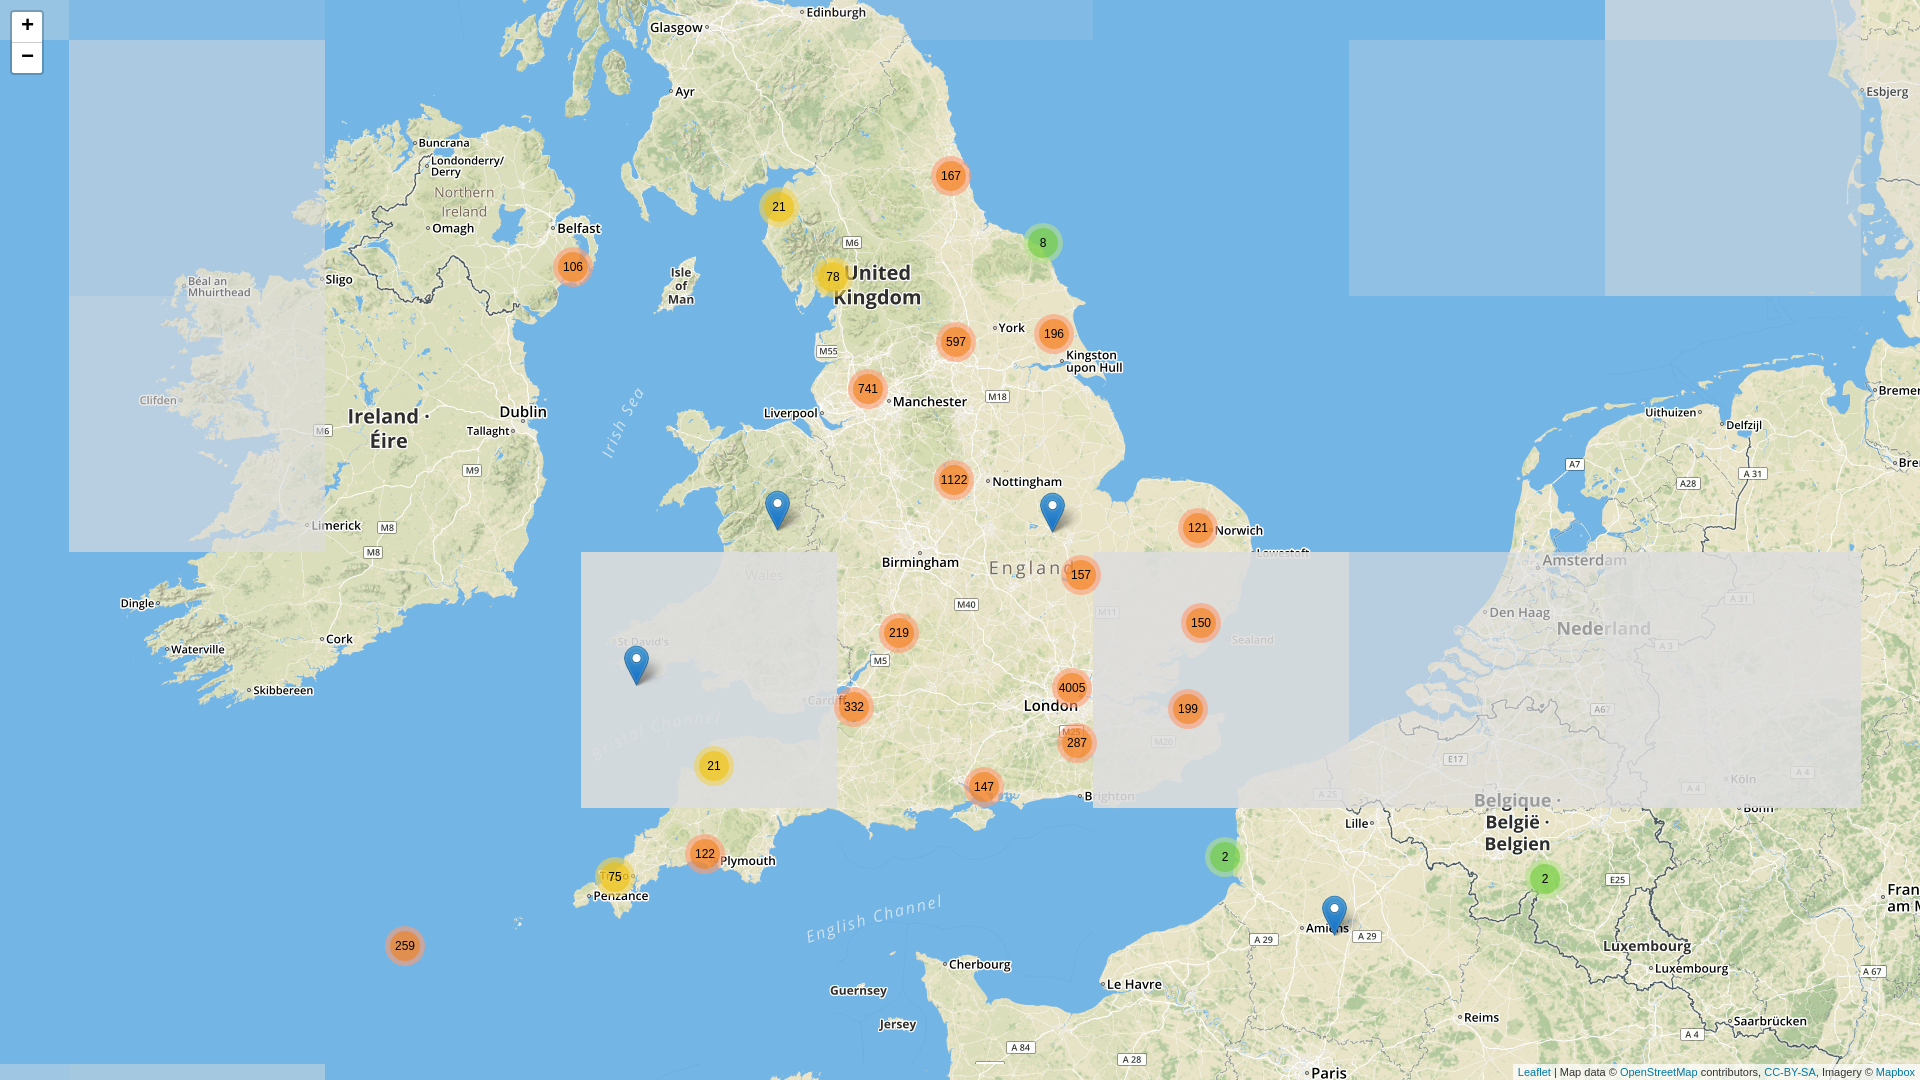 +
−
Edinburgh
Glasgow
Ayr
Esbjerg
Buncrana
Londonderry/
Derry
167
Northern
Ireland
21
Omagh
Belfast
M6
8
106
Isle
of
Man
78
United
Kingdom
Sligo
Béal an
Mhuirthead
York
196
597
M55
Kingston
upon Hull
741
Clifden
M18
Manchester
Dublin
Liverpool
Ireland ·
Éire
Uithuizen
Delfzijl
Tallaght
M6
Irish Sea
M9
A7
A 31
1122
Nottingham
A28
Limerick
M8
121
Norwich
M8
Lowestoft
Birmingham
Amsterdam
England
157
Wales
Dingle
M40
M11
Den Haag
A 31
150
219
Nederland
Cork
St David's
Sealand
Waterville
M5
A 3
Skibbereen
4005
Cardiff
332
London
199
A67
Bristol Channel
M25
287
M20
E17
21
Köln
A 4
147
Brighton
A 25
A 4
Belgique ·
Bonn
Lille
België ·
Belgien
122
Plymouth
2
75
2
E25
Penzance
English Channel
Amiens
A 29
A 29
259
Luxembourg
Cherbourg
Luxembourg
A 67
Le Havre
Guernsey
Jersey
Reims
Saarbrücken
A 4
A 84
A 28
Paris
Leaflet | Map data © OpenStreetMap contributors, CC-BY-SA, Imagery © Mapbox